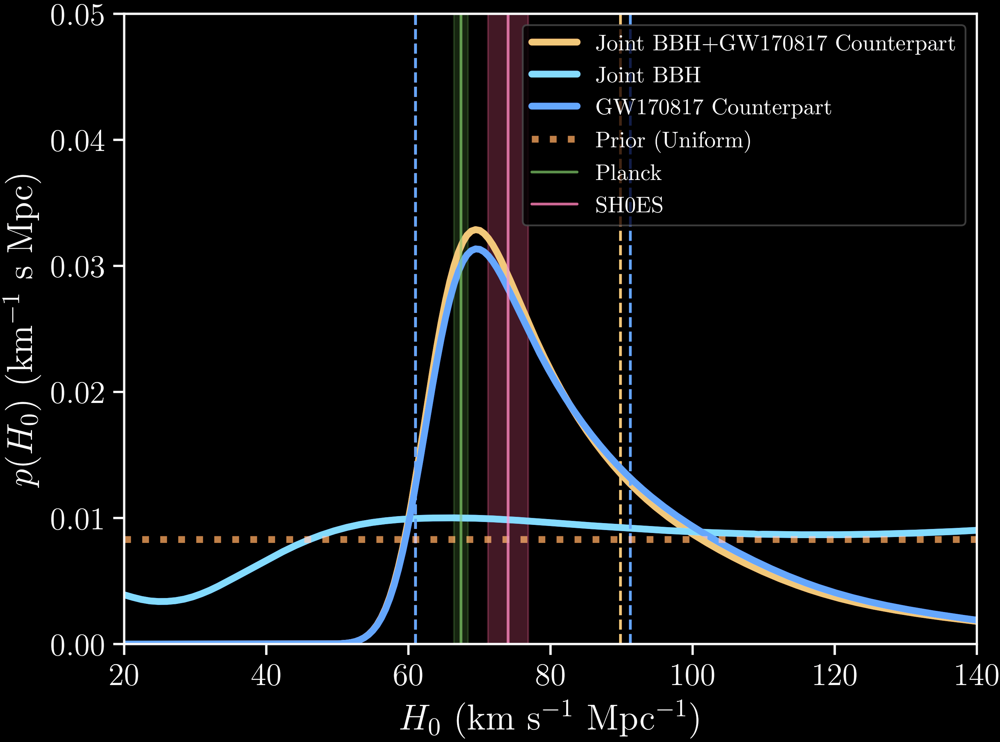 0.05
0.04
0.03
0.02
0.01
0.00
p(H₀) (km⁻¹ s Mpc)
Joint BBH+GW170817 Counterpart
Joint BBH
GW170817 Counterpart
Prior (Uniform)
Planck
SH0ES
20 40 60 80 100 120 140
H₀ (km s⁻¹ Mpc⁻¹)